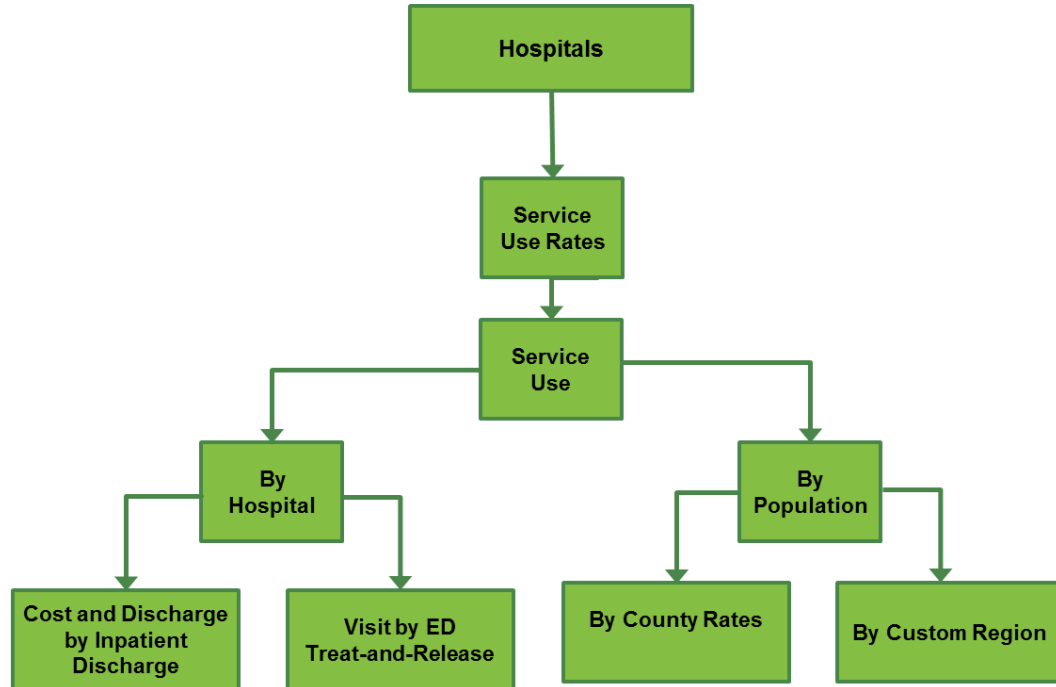 Hospitals
Service
Use Rates
Service
Use
By
Hospital
By
Population
Cost and Discharge
by Inpatient
Discharge
Visit by ED
Treat-and-Release
By County Rates
By Custom Region